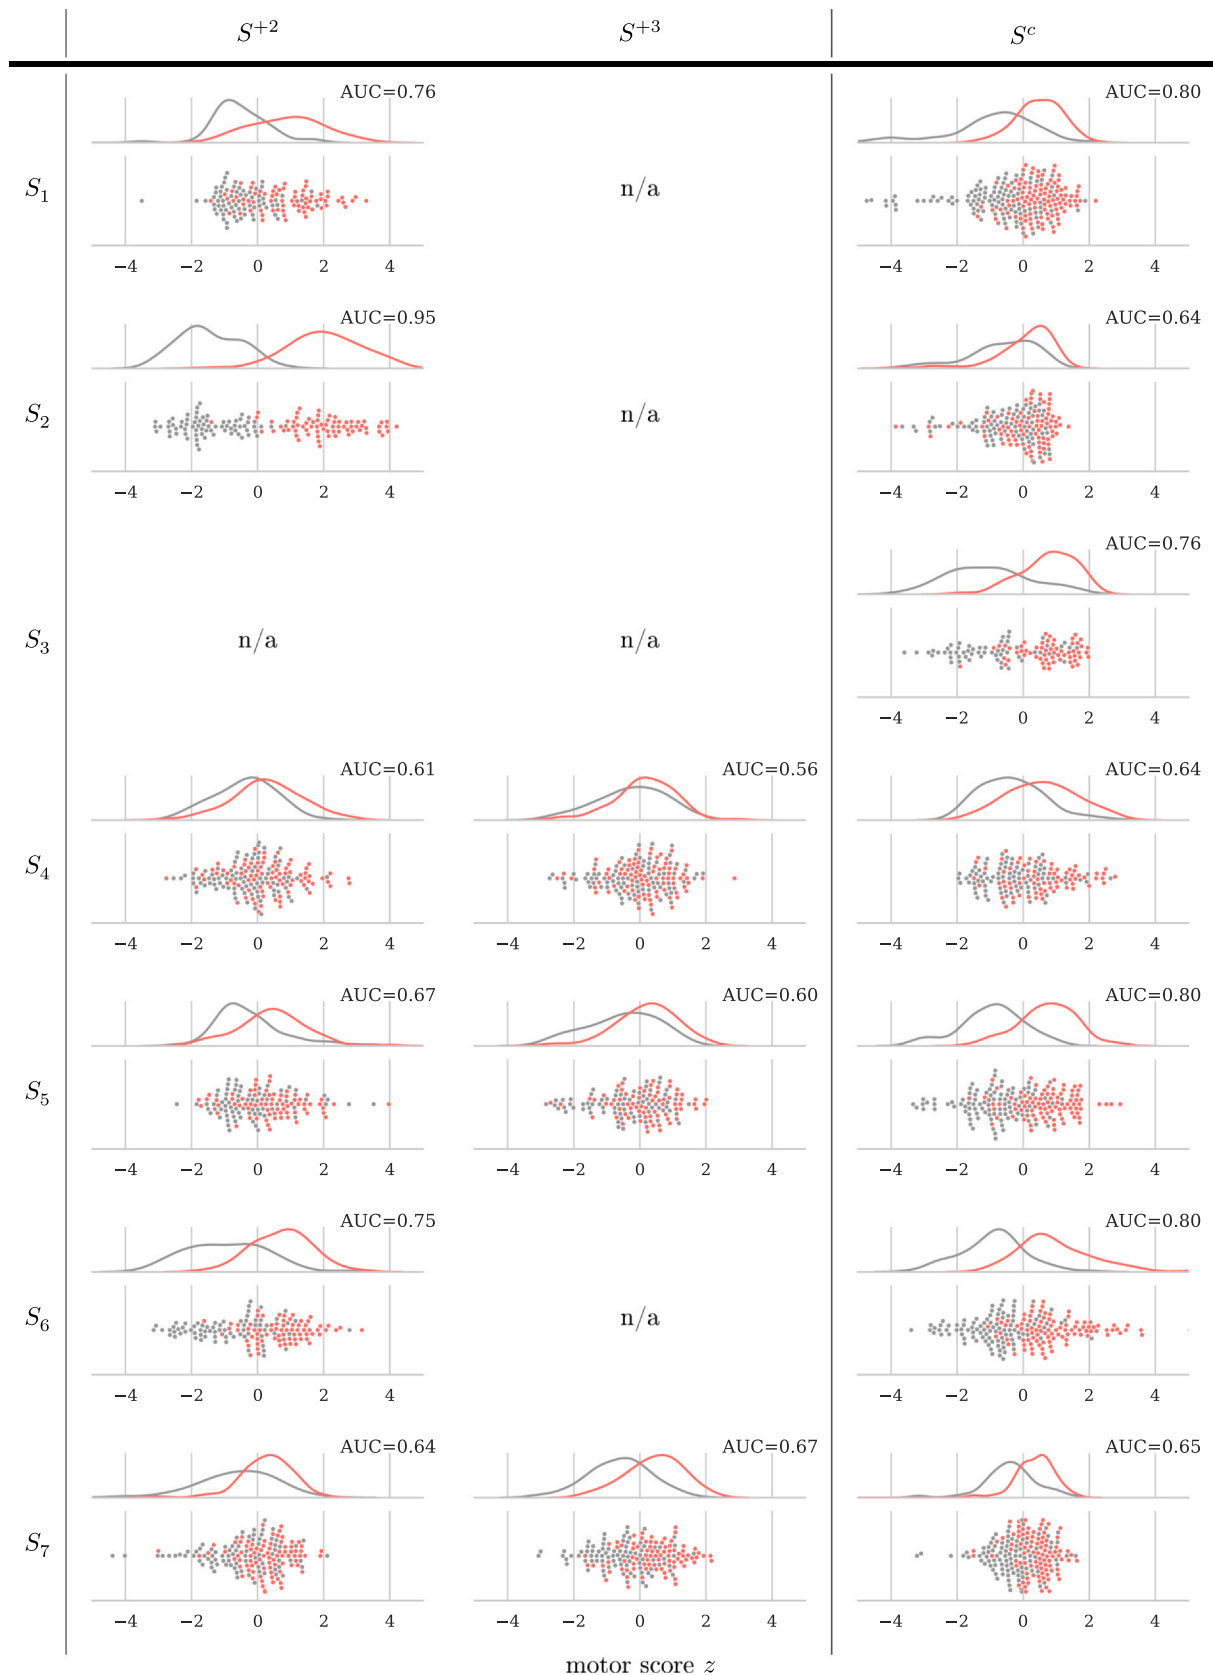 S^{+2} S^{+3} S^c
AUC=0.76 AUC=0.80
S_1 n/a
−4 −2 0 2 4 −4 −2 0 2 4
AUC=0.95 AUC=0.64
S_2 n/a
−4 −2 0 2 4 −4 −2 0 2 4
AUC=0.76
S_3 n/a n/a
−4 −2 0 2 4
AUC=0.61 AUC=0.56 AUC=0.64
S_4
−4 −2 0 2 4 −4 −2 0 2 4 −4 −2 0 2 4
AUC=0.67 AUC=0.60 AUC=0.80
S_5
−4 −2 0 2 4 −4 −2 0 2 4 −4 −2 0 2 4
AUC=0.75 AUC=0.80
S_6 n/a
−4 −2 0 2 4 −4 −2 0 2 4
AUC=0.64 AUC=0.67 AUC=0.65
S_7
−4 −2 0 2 4 −4 −2 0 2 4 −4 −2 0 2 4
motor score z